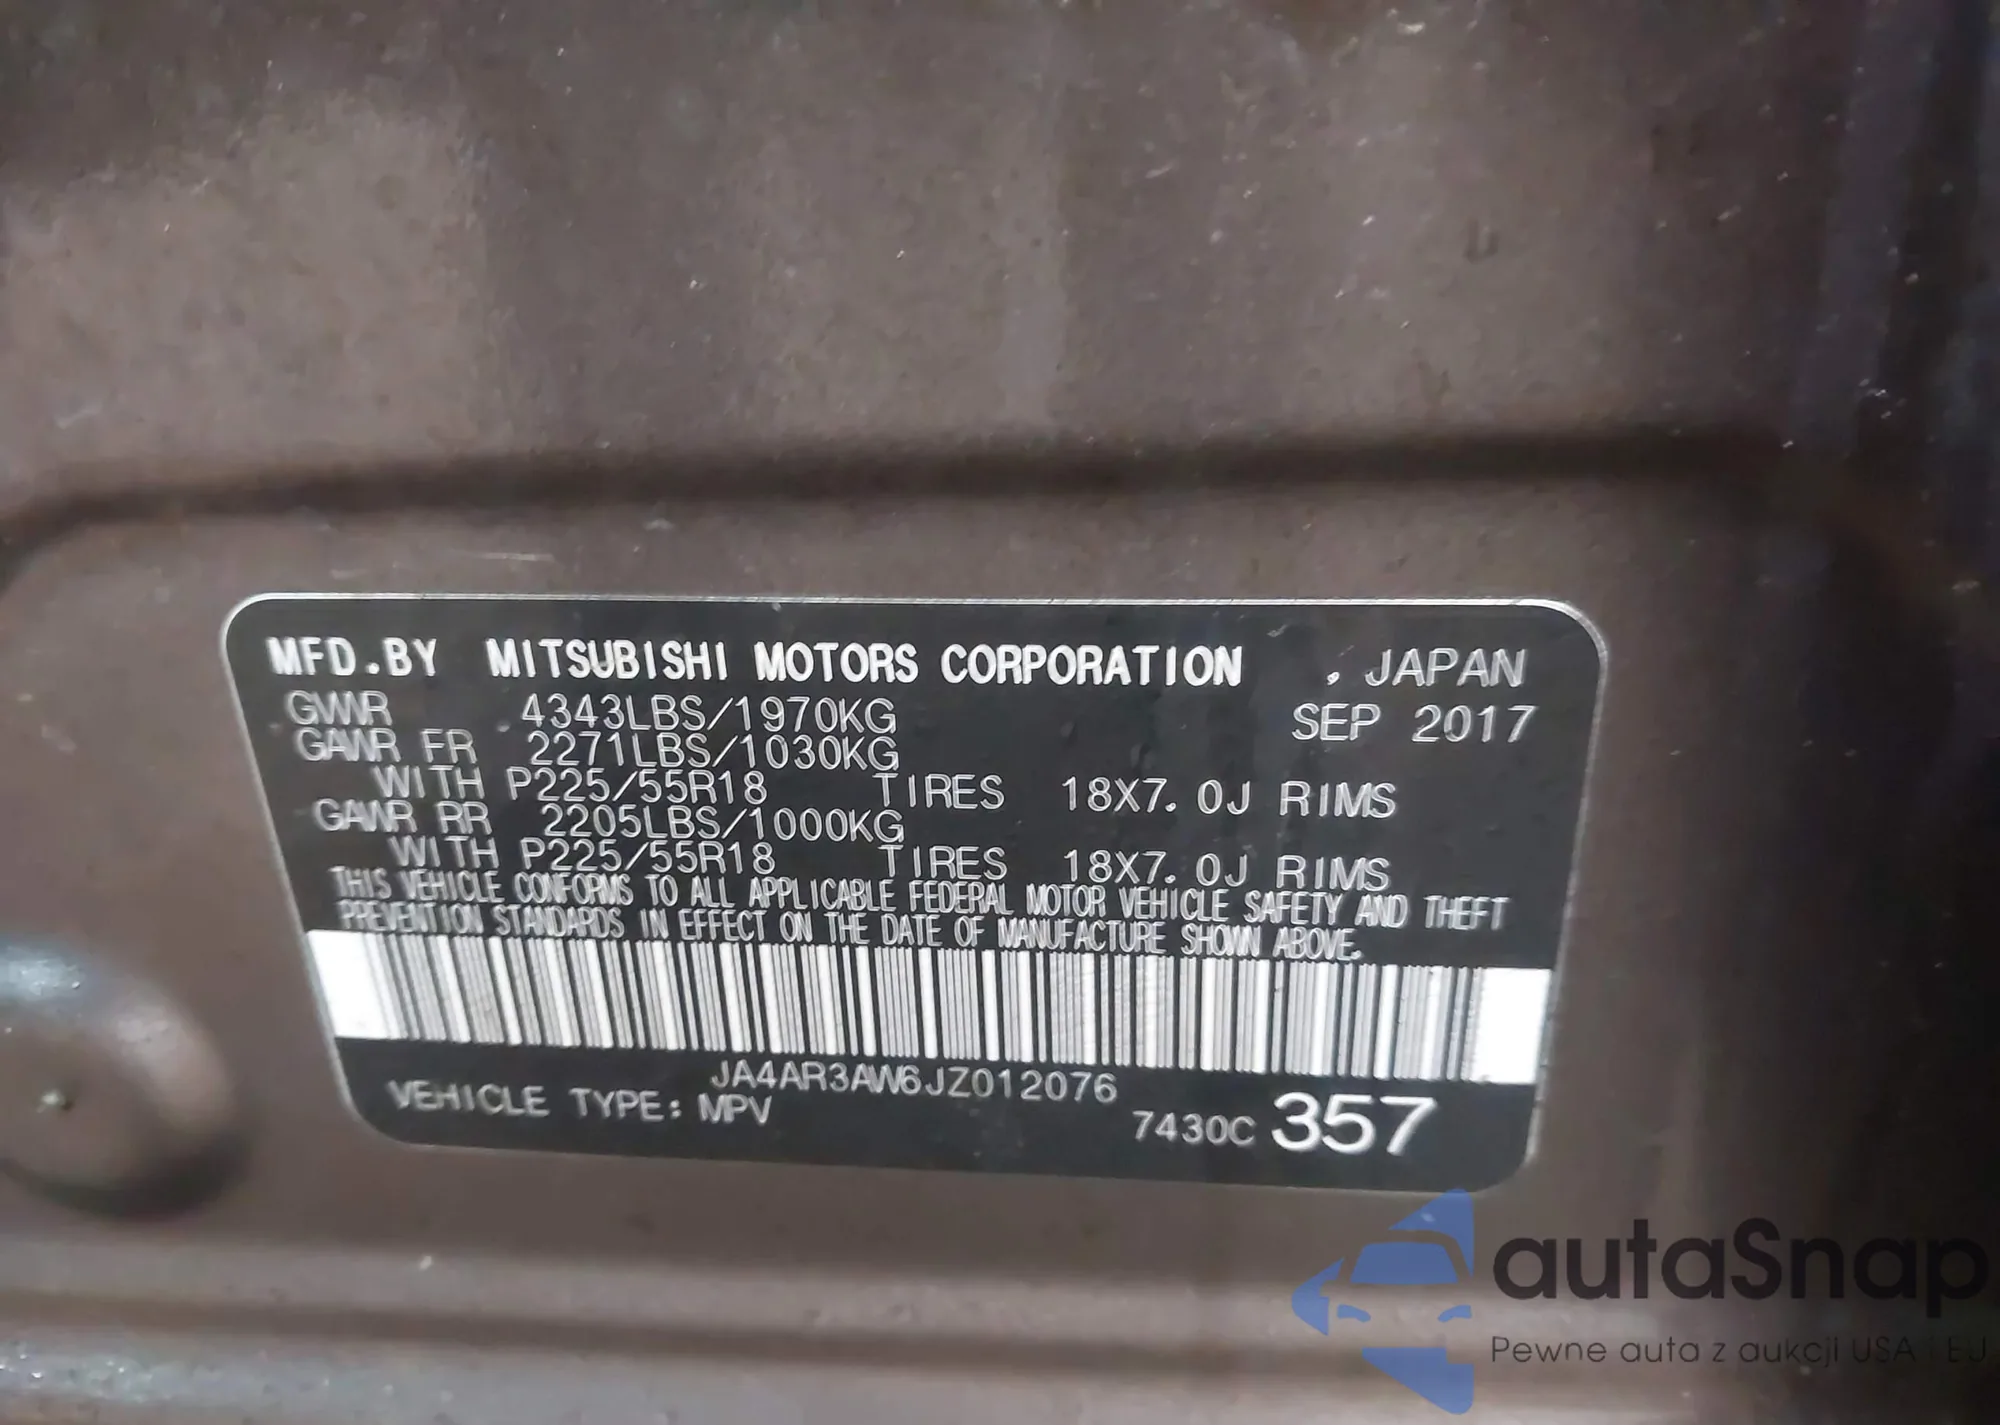 MFD.BY MITSUBISHI MOTORS CORPORATION , JAPAN
GVWR 4343LBS/1970KG SEP 2017
GAWR FR 2271LBS/1030KG
WITH P225/55R18 TIRES 18X7.0J RIMS
GAWR RR 2205LBS/1000KG
WITH P225/55R18 TIRES 18X7.0J RIMS
THIS VEHICLE CONFORMS TO ALL APPLICABLE FEDERAL MOTOR VEHICLE SAFETY AND THEFT
PREVENTION STANDARDS IN EFFECT ON THE DATE OF MANUFACTURE SHOWN ABOVE.
JA4AR3AW6JZ012076
VEHICLE TYPE: MPV 7430C 357
autaSnap
Pewne auta z aukcji USA i EU